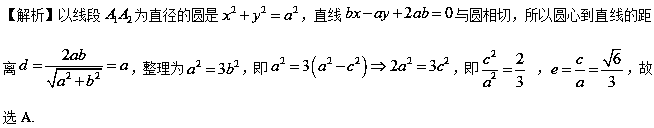 【解析】以线段 $A_1A_2$ 为直径的圆是 $x^2+y^2=a^2$，直线 $bx-ay+2ab=0$ 与圆相切，所以圆心到直线的距
离 $d=\frac{2ab}{\sqrt{a^2+b^2}}=a$，整理为 $a^2=3b^2$，即 $a^2=3\left(a^2-c^2\right)\Rightarrow 2a^2=3c^2$，即 $\frac{c^2}{a^2}=\frac{2}{3}$ ，$e=\frac{c}{a}=\frac{\sqrt{6}}{3}$，故
选 A.